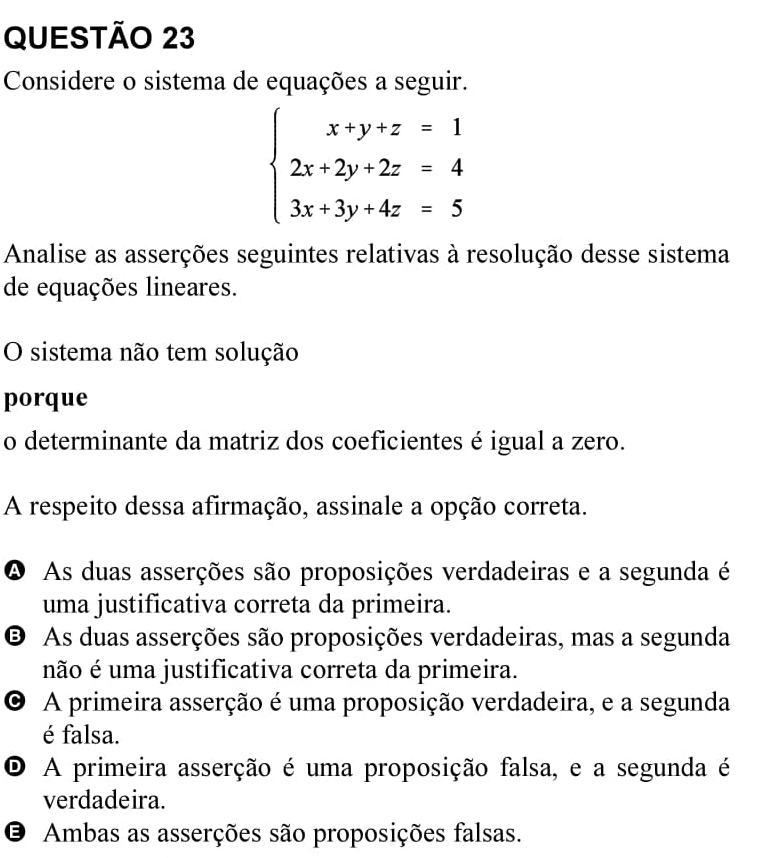 QUESTÃO 23
Considere o sistema de equações a seguir.
x + y + z = 1
2x + 2y + 2z = 4
3x + 3y + 4z = 5
Analise as asserções seguintes relativas à resolução desse sistema
de equações lineares.
O sistema não tem solução
porque
o determinante da matriz dos coeficientes é igual a zero.
A respeito dessa afirmação, assinale a opção correta.
A As duas asserções são proposições verdadeiras e a segunda é
uma justificativa correta da primeira.
B As duas asserções são proposições verdadeiras, mas a segunda
não é uma justificativa correta da primeira.
C A primeira asserção é uma proposição verdadeira, e a segunda
é falsa.
D A primeira asserção é uma proposição falsa, e a segunda é
verdadeira.
E Ambas as asserções são proposições falsas.